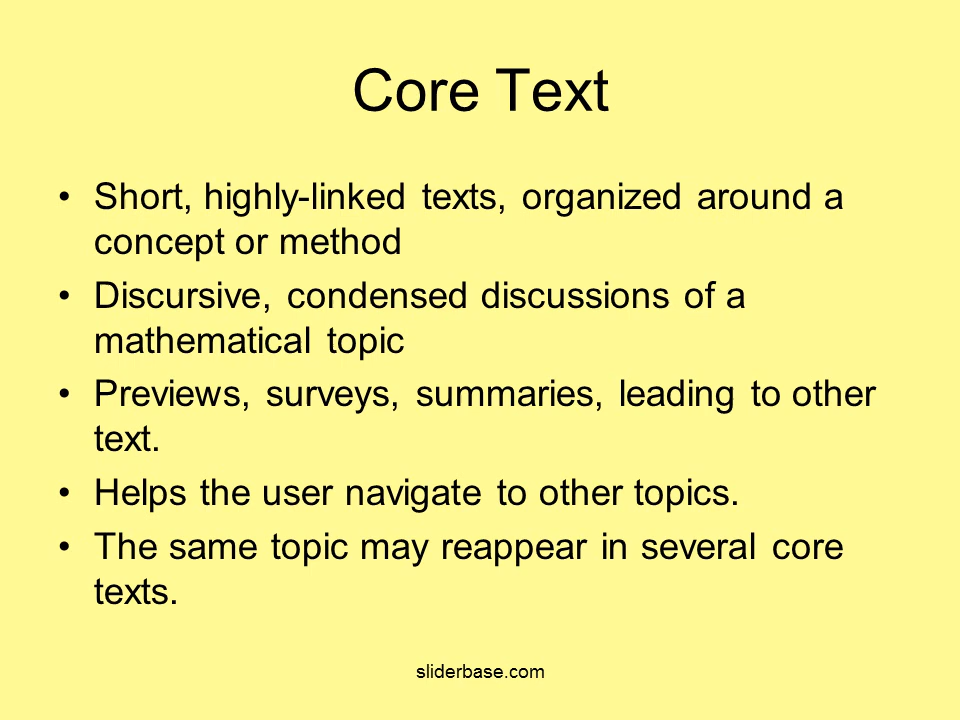 Core Text
• Short, highly-linked texts, organized around a
concept or method
• Discursive, condensed discussions of a
mathematical topic
• Previews, surveys, summaries, leading to other
text.
• Helps the user navigate to other topics.
• The same topic may reappear in several core
texts.
sliderbase.com